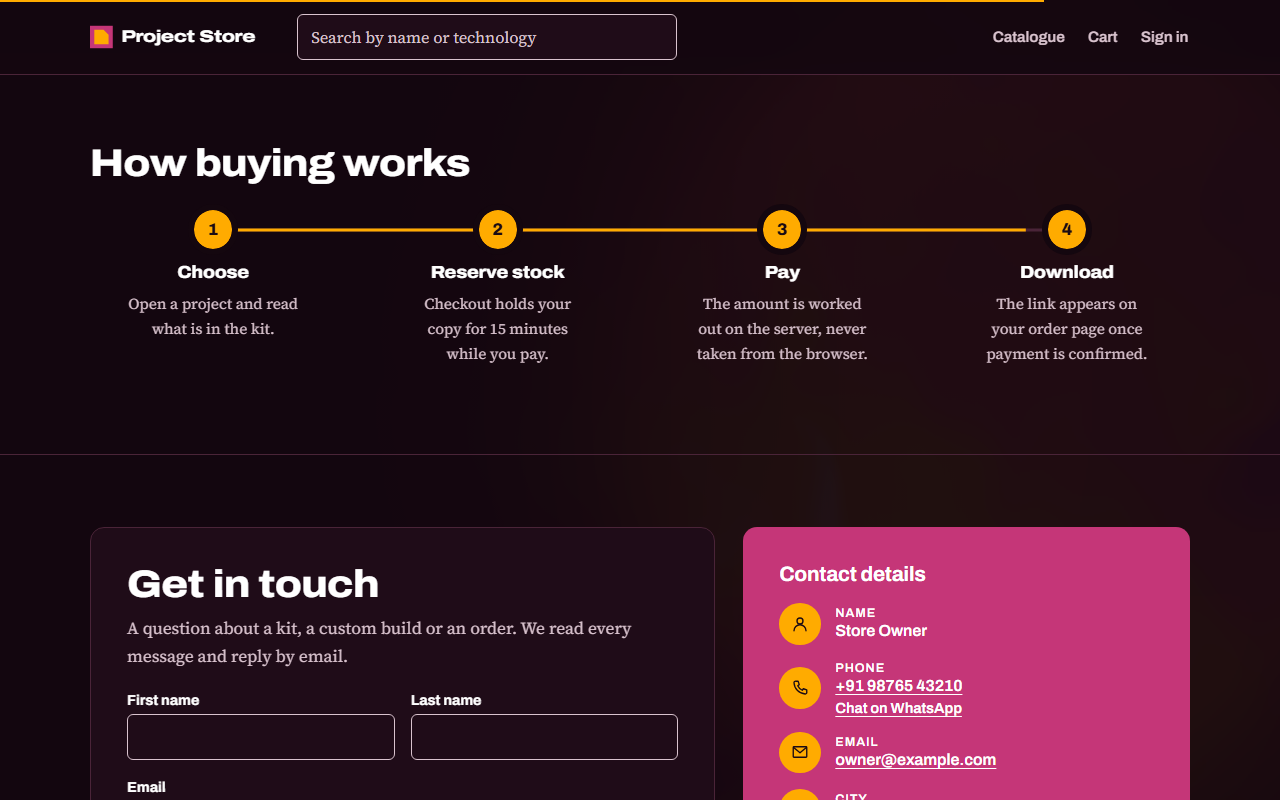 Project Store
Search by name or technology
Catalogue
Cart
Sign in
How buying works
1
2
3
4
Choose
Open a project and read
what is in the kit.
Reserve stock
Checkout holds your
copy for 15 minutes
while you pay.
Pay
The amount is worked
out on the server, never
taken from the browser.
Download
The link appears on
your order page once
payment is confirmed.
Get in touch
A question about a kit, a custom build or an order. We read every
message and reply by email.
First name
Last name
Email
Contact details
NAME
Store Owner
PHONE
+91 98765 43210
Chat on WhatsApp
EMAIL
owner@example.com
CITY